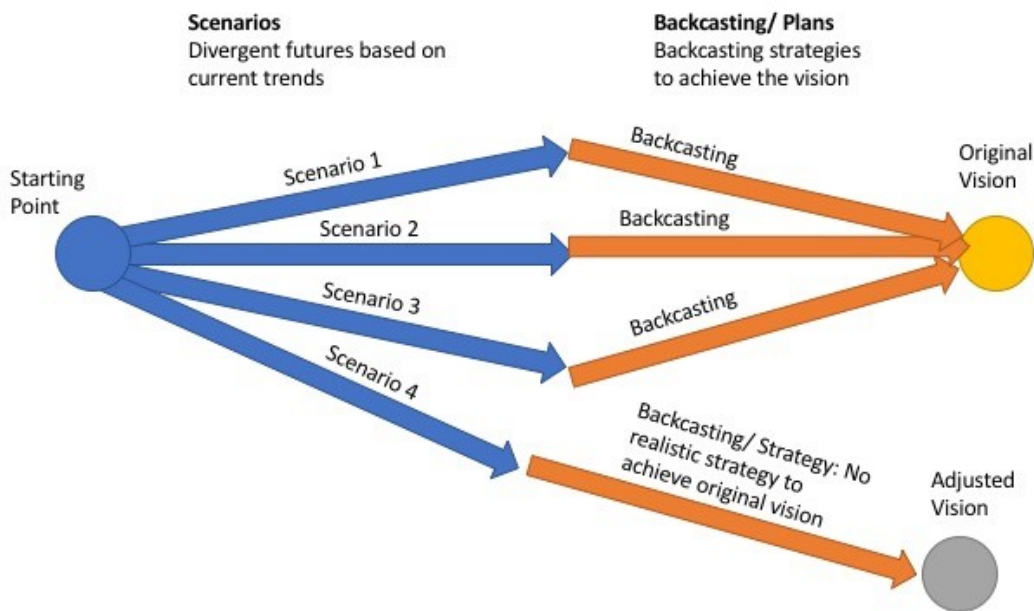 Scenarios
Divergent futures based on
current trends
Backcasting/ Plans
Backcasting strategies
to achieve the vision
Starting
Point
Scenario 1
Scenario 2
Scenario 3
Scenario 4
Backcasting
Backcasting
Backcasting
Backcasting/ Strategy: No
realistic strategy to
achieve original vision
Original
Vision
Adjusted
Vision